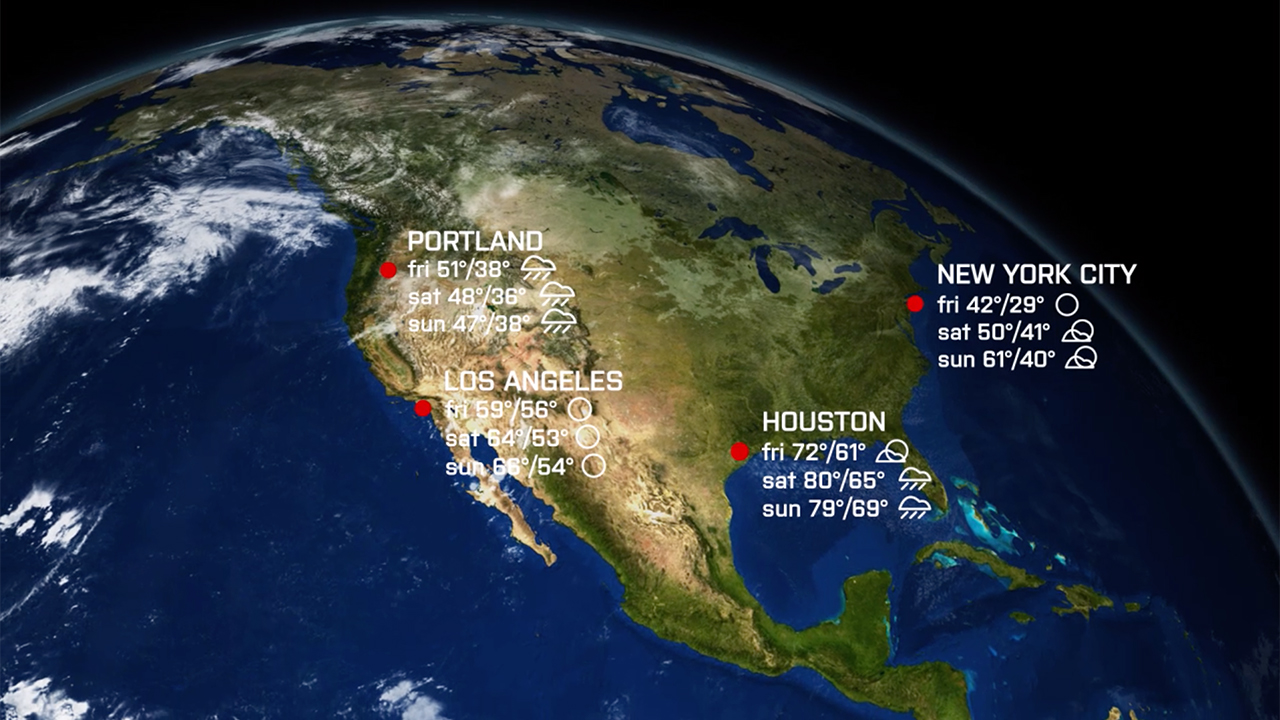 PORTLAND
fri 51°/38°
sat 48°/36°
sun 47°/38°
LOS ANGELES
fri 59°/56°
sat 64°/53°
sun 66°/54°
NEW YORK CITY
fri 42°/29°
sat 50°/41°
sun 61°/40°
HOUSTON
fri 72°/61°
sat 80°/65°
sun 79°/69°